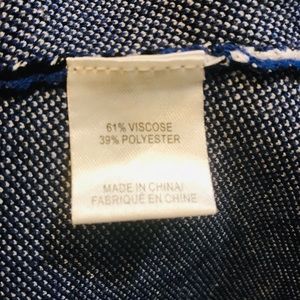 61% VISCOSE
39% POLYESTER
MADE IN CHINA/
FABRIQUÉ EN CHINE